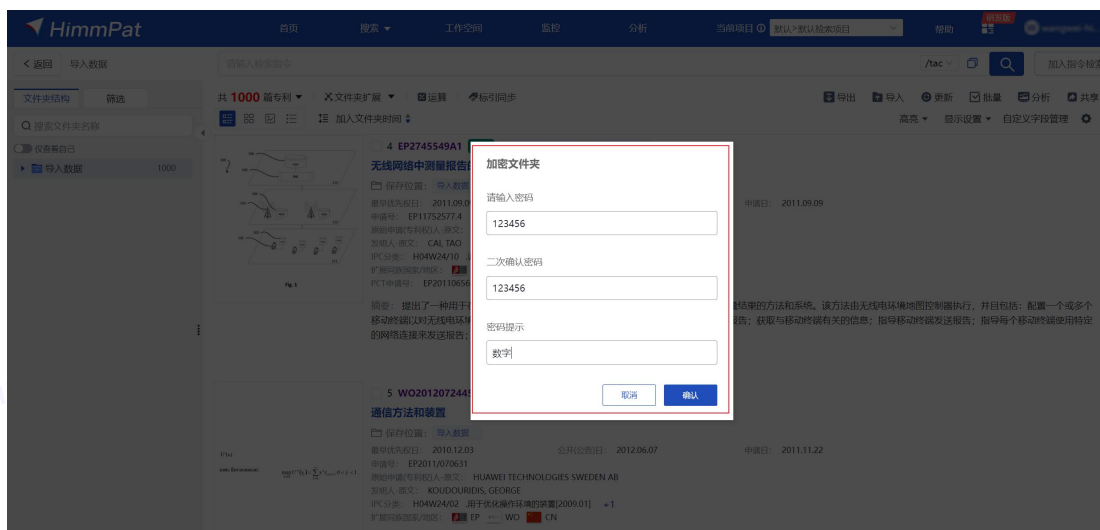 HimmPat
首页 搜索 工作空间 监控 分析 当前项目 默认>默认检索项目 帮助
返回 导入数据 请输入检索指令 /tac 加入指令检索
文件夹结构 筛选 共 1000 篇专利 文件夹扩展 运算 标引同步 导出 导入 更新 批量 分析 共享
搜索文件夹名称 加入文件夹时间 高亮 显示设置 自定义字段管理
仅查看自己
导入数据 1000
4 EP2745549A1
无线网络中测量报告的
保存位置: 导入数据
最早优先权日: 2011.09.09 申请日: 2011.09.09
申请号: EP11752577.4
原始申请(专利权)人-原文:
发明人-原文: CAI, TAO
IPC分类: H04W24/10
扩展同族国家/地区:
PCT申请号: EP20110656
Fig. 1
摘要: 提出了一种用于 结果的方法和系统。该方法由无线电环境地图控制器执行，并且包括：配置一个或多个
移动终端以对无线电环境 报告；获取与移动终端有关的信息；指导移动终端发送报告；指导每个移动终端使用特定
的网络连接来发送报告；
加密文件夹
请输入密码
123456
二次确认密码
123456
密码提示
数字
取消 确认
5 WO2012072445
通信方法和装置
保存位置: 导入数据
最早优先权日: 2010.12.03 公开(公告)日: 2012.06.07 申请日: 2011.11.22
申请号: EP2011/070631
原始申请(专利权)人-原文: HUAWEI TECHNOLOGIES SWEDEN AB
发明人-原文: KOUDOURIDIS, GEORGE
IPC分类: H04W24/02 .用于优化操作环境的装置[2009.01] +1
扩展同族国家/地区: EP WO CN